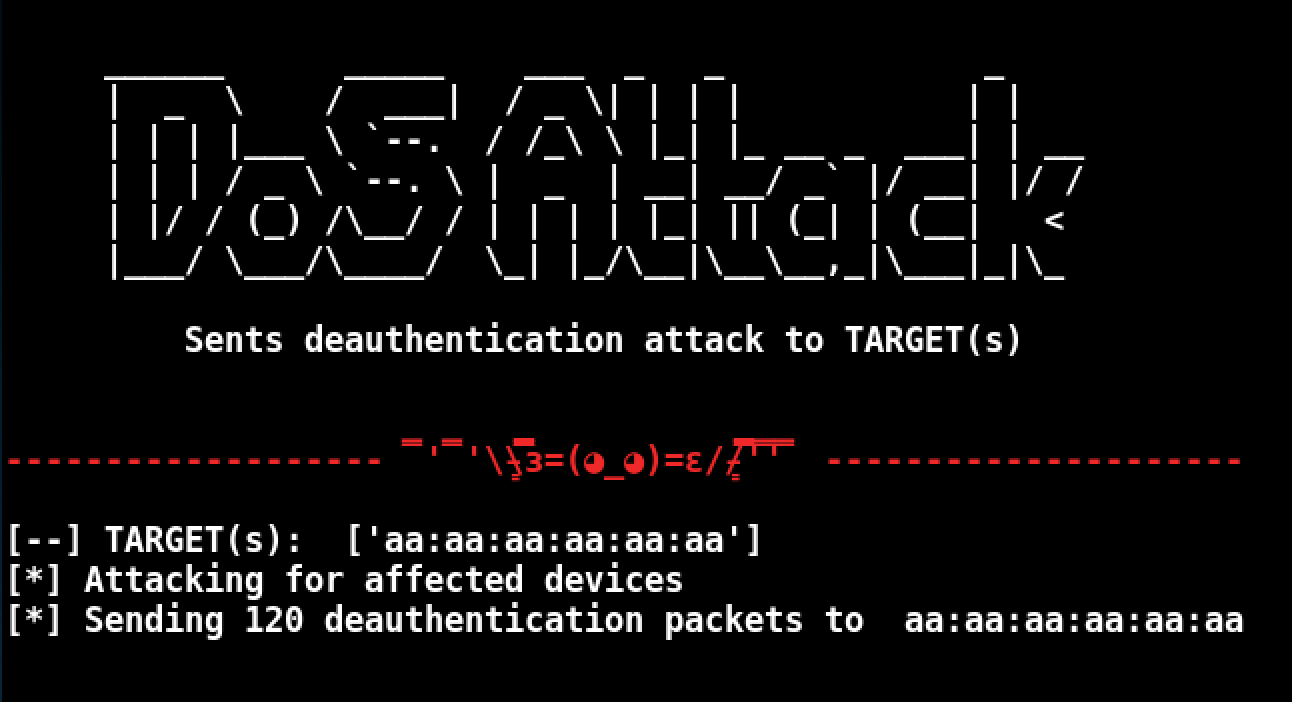 DoS Attack
Sents deauthentication attack to TARGET(s)
[--] TARGET(s):  ['aa:aa:aa:aa:aa:aa']
[*] Attacking for affected devices
[*] Sending 120 deauthentication packets to  aa:aa:aa:aa:aa:aa